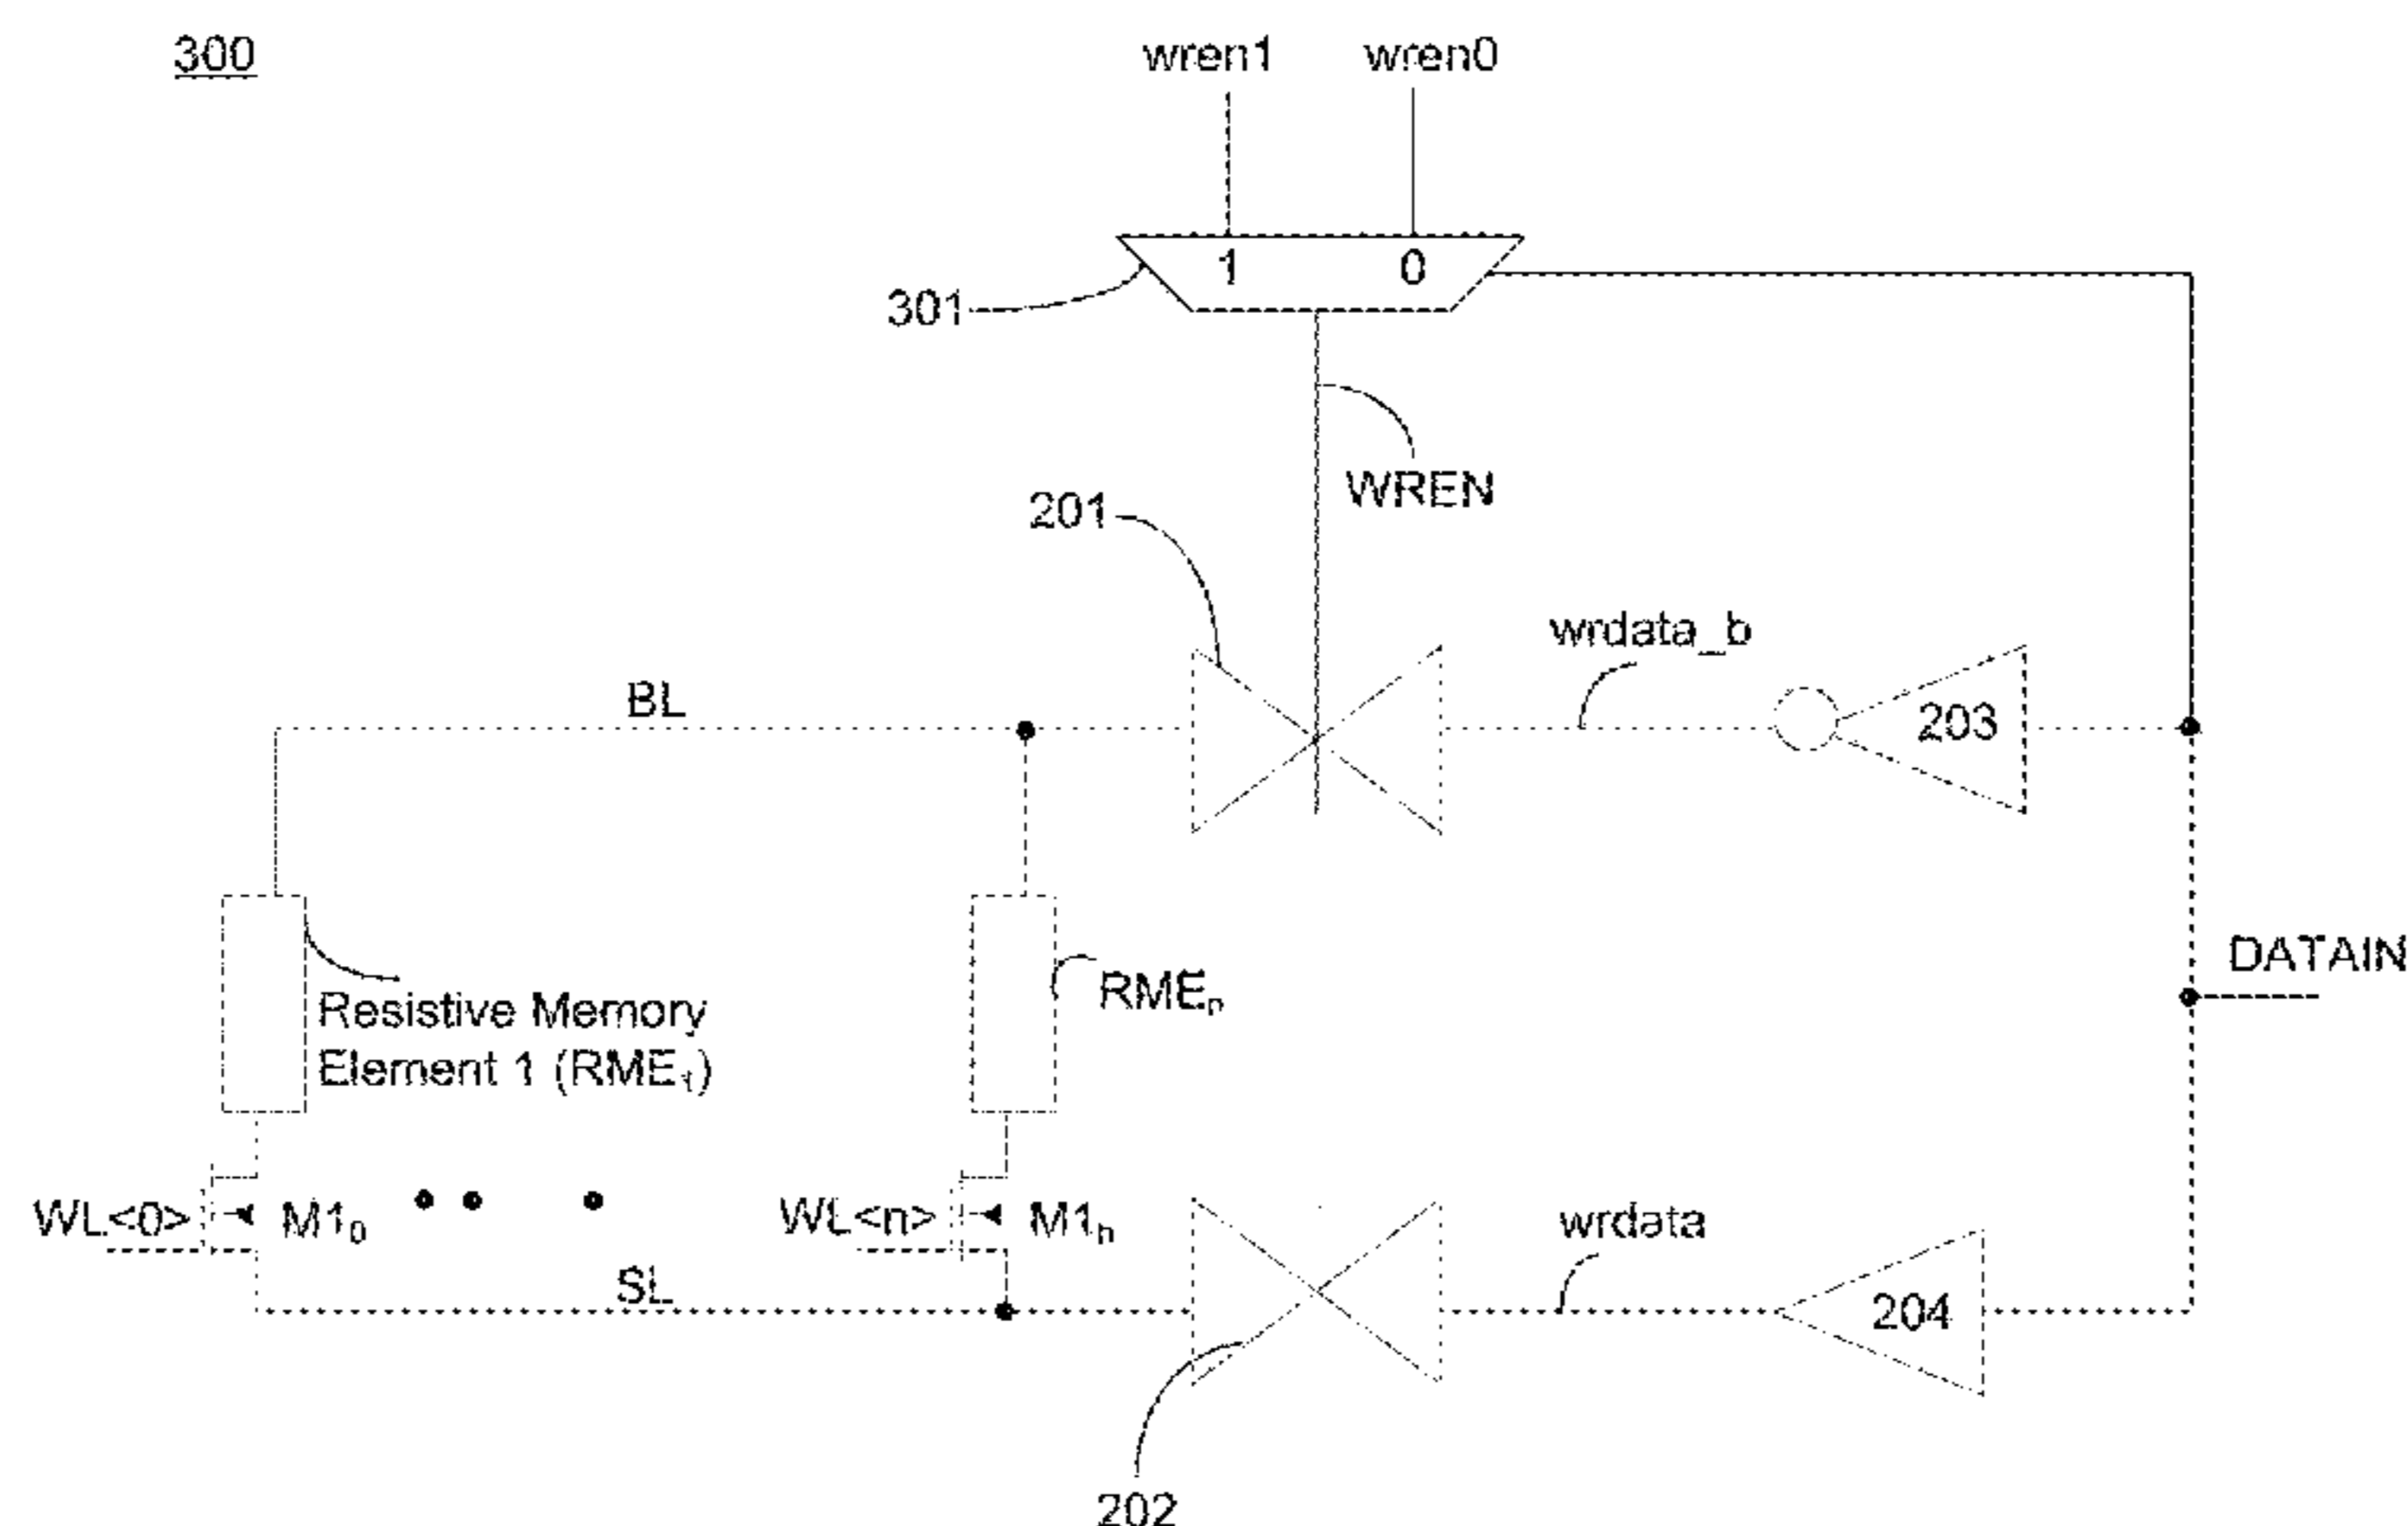 300
wren1 wren0
1 0
301
WREN
201
wrdata_b
BL
203
DATAIN
RMEn
Resistive Memory
Element 1 (RME1)
WL<0> M10
WL<n> M1n
wrdata
SL
204
202